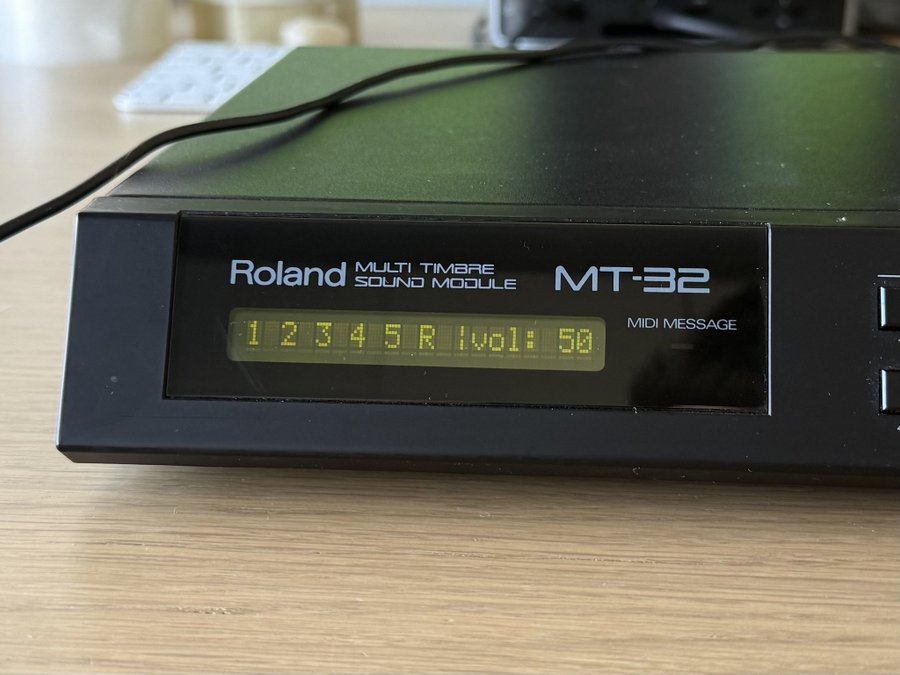 Roland MULTI TIMBRE
SOUND MODULE
MT-32
1 2 3 4 5 R |vol: 50
MIDI MESSAGE